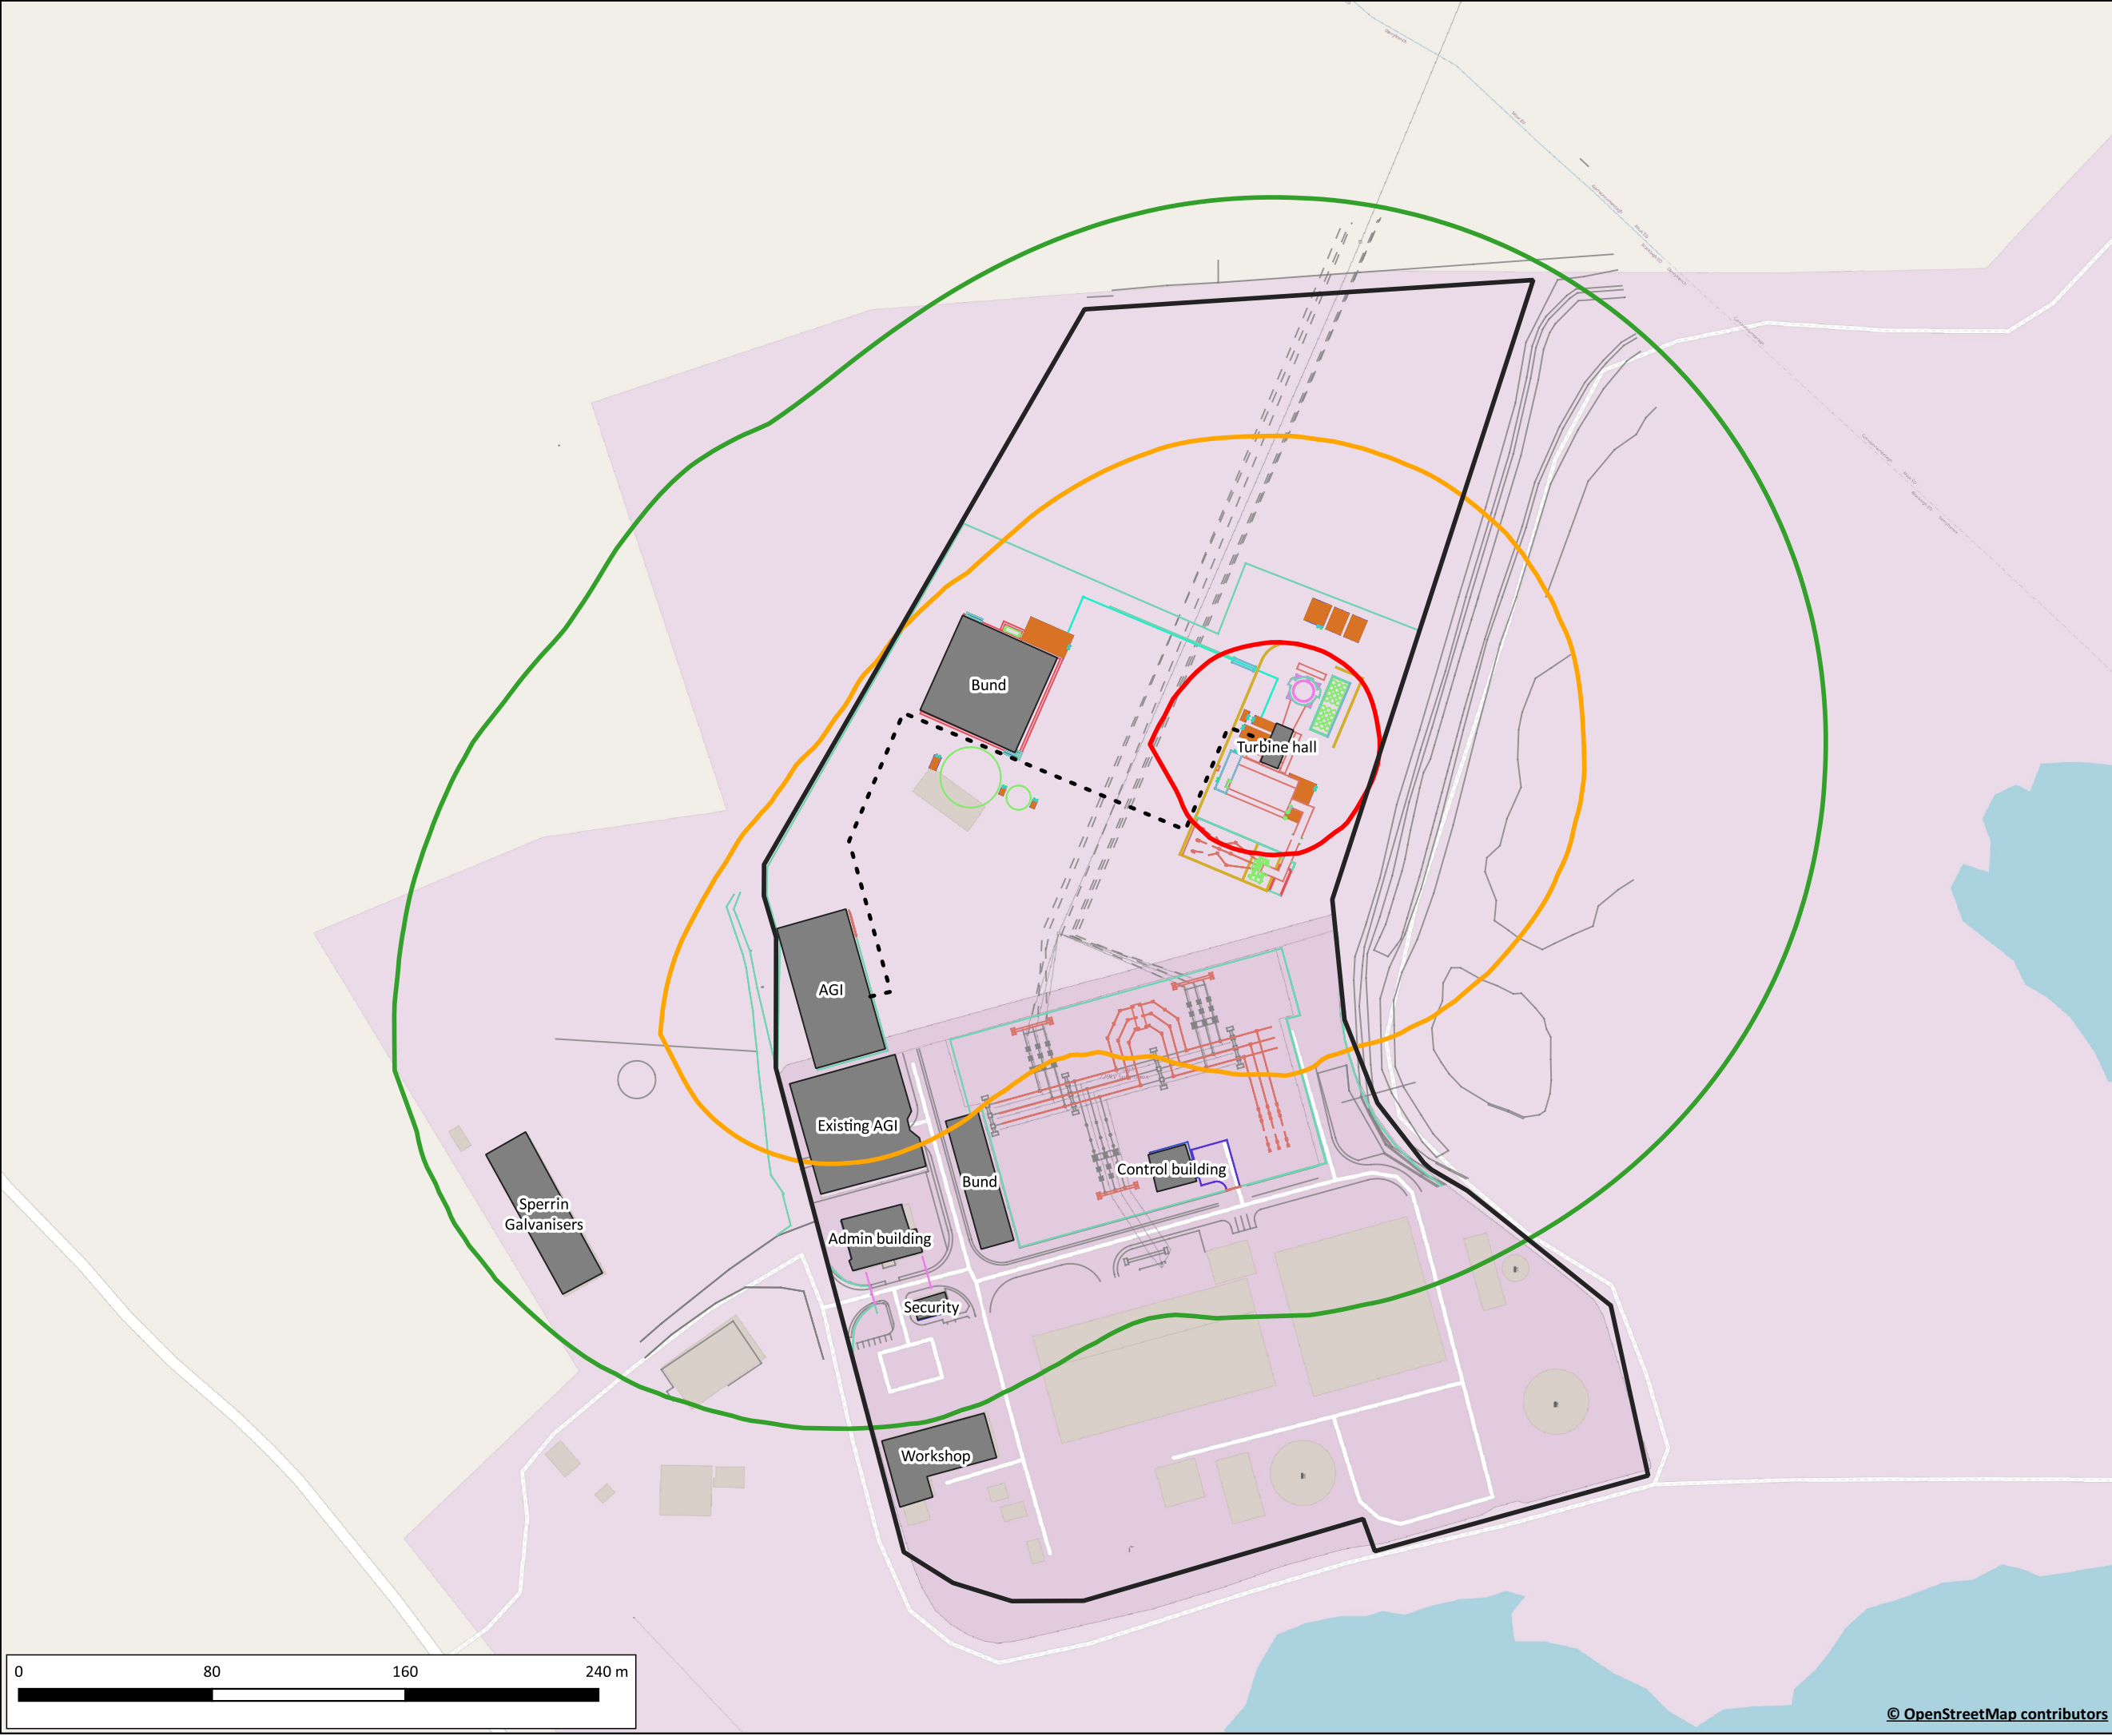 Bund
Turbine hall
AGI
Existing AGI
Control building
Bund
Sperrin
Galvanisers
Admin building
Security
Workshop
0 80 160 240 m
© OpenStreetMap contributors